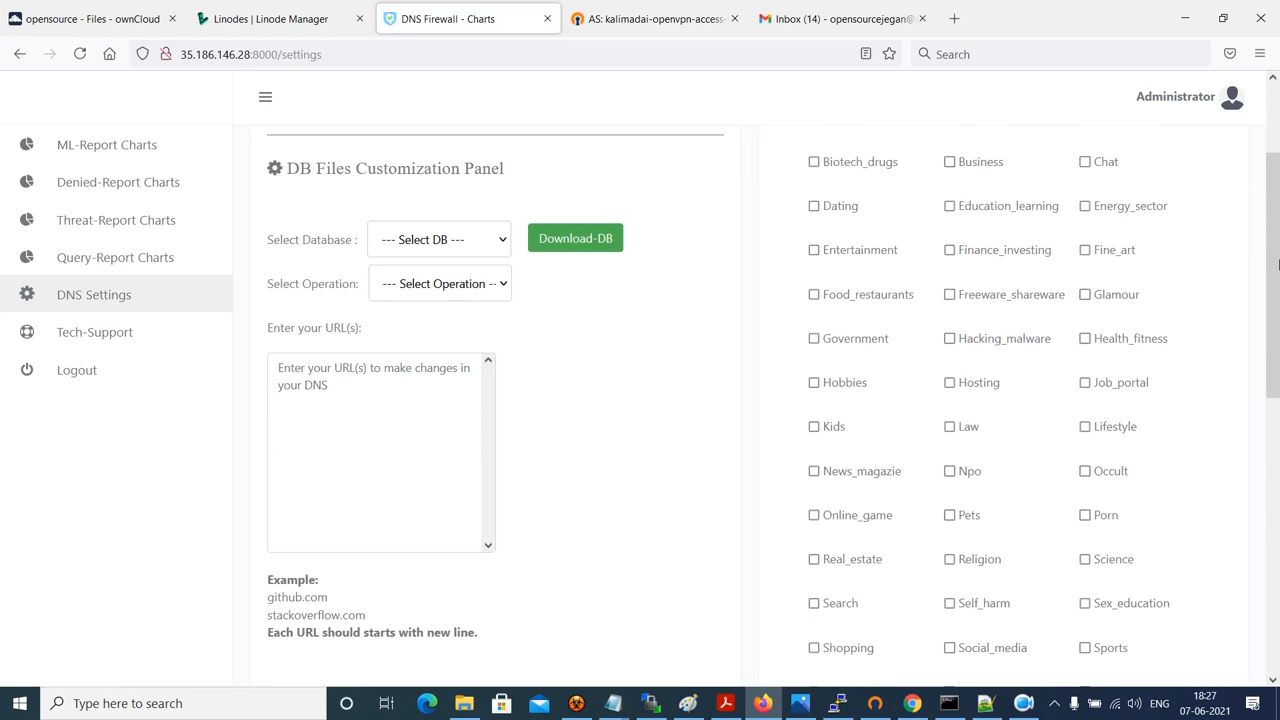 opensource - Files - ownCloud
Linodes | Linode Manager
DNS Firewall - Charts
AS: kalimadai-openvpn-access-
Inbox (14) - opensourcejegan@
35.186.146.28:8000/settings
Search
Administrator
ML-Report Charts
Denied-Report Charts
Threat-Report Charts
Query-Report Charts
DNS Settings
Tech-Support
Logout
DB Files Customization Panel
Select Database :
--- Select DB ---
Download-DB
Select Operation:
--- Select Operation --
Enter your URL(s):
Enter your URL(s) to make changes in
your DNS
Example:
github.com
stackoverflow.com
Each URL should starts with new line.
Biotech_drugs Business Chat
Dating Education_learning Energy_sector
Entertainment Finance_investing Fine_art
Food_restaurants Freeware_shareware Glamour
Government Hacking_malware Health_fitness
Hobbies Hosting Job_portal
Kids Law Lifestyle
News_magazie Npo Occult
Online_game Pets Porn
Real_estate Religion Science
Search Self_harm Sex_education
Shopping Social_media Sports
Type here to search
ENG
18:27
07-06-2021